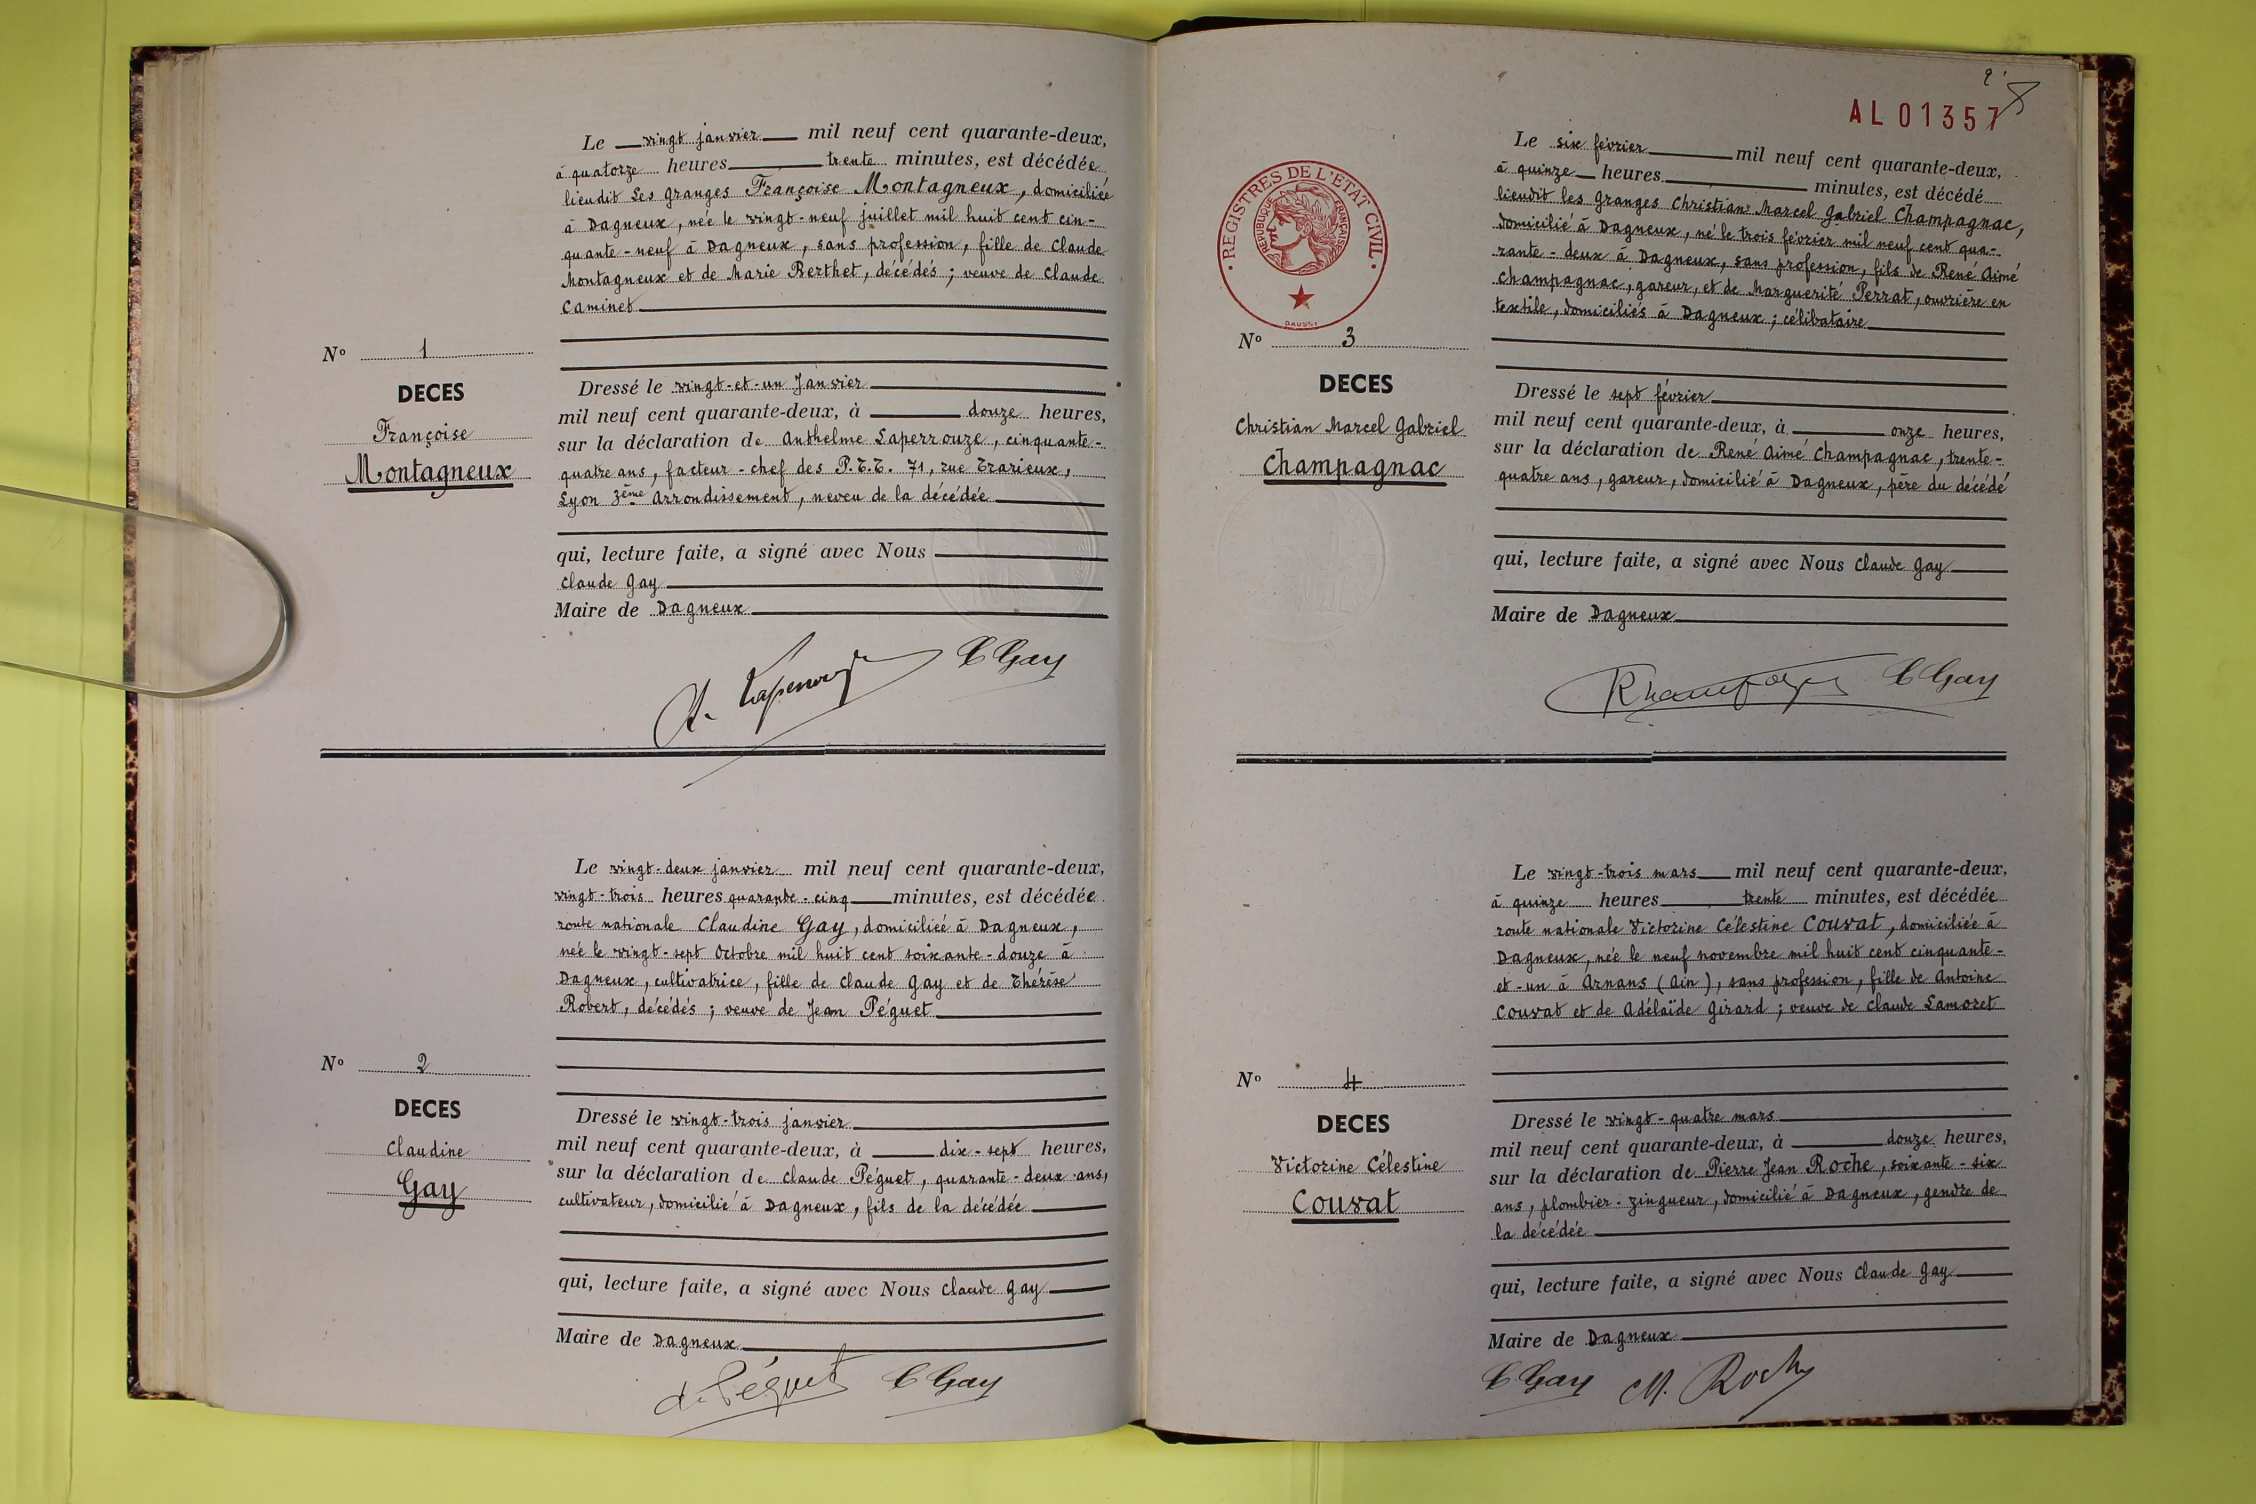 Le vingt janvier mil neuf cent quarante-deux,
à quatorze heures trente minutes, est décédée
lieudit Les Granges Françoise Montagneux, domiciliée
à Dagneux, née le vingt-neuf juillet mil huit cent cin-
quante-neuf à Dagneux, sans profession, fille de Claude
Montagneux et de Marie Berthet, décédés ; veuve de Claude
Caminet
N° 1
DECES
Françoise
Montagneux
Dressé le vingt-et-un Janvier
mil neuf cent quarante-deux, à douze heures,
sur la déclaration de Anthelme Laperrouze, cinquante-
quatre ans, facteur-chef des P.T.T. 71, rue Trarieux,
Lyon 3ème Arrondissement, neveu de la décédée
qui, lecture faite, a signé avec Nous
Claude Gay
Maire de Dagneux
C Gay
Le vingt-deux janvier mil neuf cent quarante-deux,
vingt-trois heures quarante-cinq minutes, est décédée
route nationale Claudine Gay, domiciliée à Dagneux,
née le vingt-sept Octobre mil huit cent soixante-douze à
Dagneux, cultivatrice, fille de Claude Gay et de Thérèse
Robert, décédés ; veuve de Jean Péguet
N° 2
DECES
Claudine
Gay
Dressé le vingt-trois janvier
mil neuf cent quarante-deux, à dix-sept heures,
sur la déclaration de Claude Péguet, quarante-deux ans,
cultivateur, domicilié à Dagneux, fils de la décédée
qui, lecture faite, a signé avec Nous Claude Gay
Maire de Dagneux
Péguet C Gay
AL 01357
REGISTRES DE L'ETAT CIVIL
REPUBLIQUE FRANÇAISE
Le six février mil neuf cent quarante-deux,
à quinze heures minutes, est décédé
lieudit les Granges Christian Marcel Gabriel Champagnac,
domicilié à Dagneux, né le trois février mil neuf cent qua-
rante-deux à Dagneux, sans profession, fils de René Aimé
Champagnac, gareur, et de Marguerite Perrat, ouvrière en
textile, domiciliés à Dagneux ; célibataire
N° 3
DECES
Christian Marcel Gabriel
Champagnac
Dressé le sept février
mil neuf cent quarante-deux, à onze heures,
sur la déclaration de René Aimé Champagnac, trente-
quatre ans, gareur, domicilié à Dagneux, père du décédé
qui, lecture faite, a signé avec Nous Claude Gay
Maire de Dagneux
C Gay
Le vingt-trois mars mil neuf cent quarante-deux,
à quinze heures trente minutes, est décédée
route nationale Victorine Célestine Couvat, domiciliée à
Dagneux, née le neuf novembre mil huit cent cinquante-
et-un à Arnans (Ain), sans profession, fille de Antoine
Couvat et de Adélaïde Girard ; veuve de Claude Lamoret
N° 4
DECES
Victorine Célestine
Couvat
Dressé le vingt-quatre mars
mil neuf cent quarante-deux, à douze heures,
sur la déclaration de Pierre Jean Roche, soixante-six
ans, plombier-zingueur, domicilié à Dagneux, gendre de
la décédée
qui, lecture faite, a signé avec Nous Claude Gay
Maire de Dagneux
C Gay M. Roche